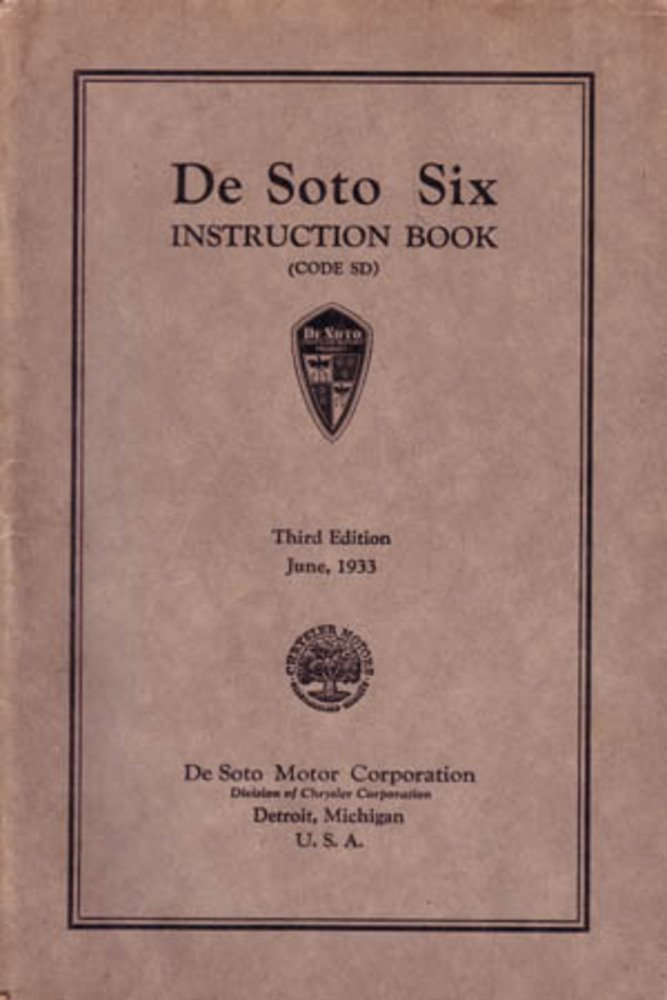 De Soto Six
INSTRUCTION BOOK
(CODE SD)
De Soto
Third Edition
June, 1933
CHRYSLER MOTORS
De Soto Motor Corporation
Division of Chrysler Corporation
Detroit, Michigan
U. S. A.